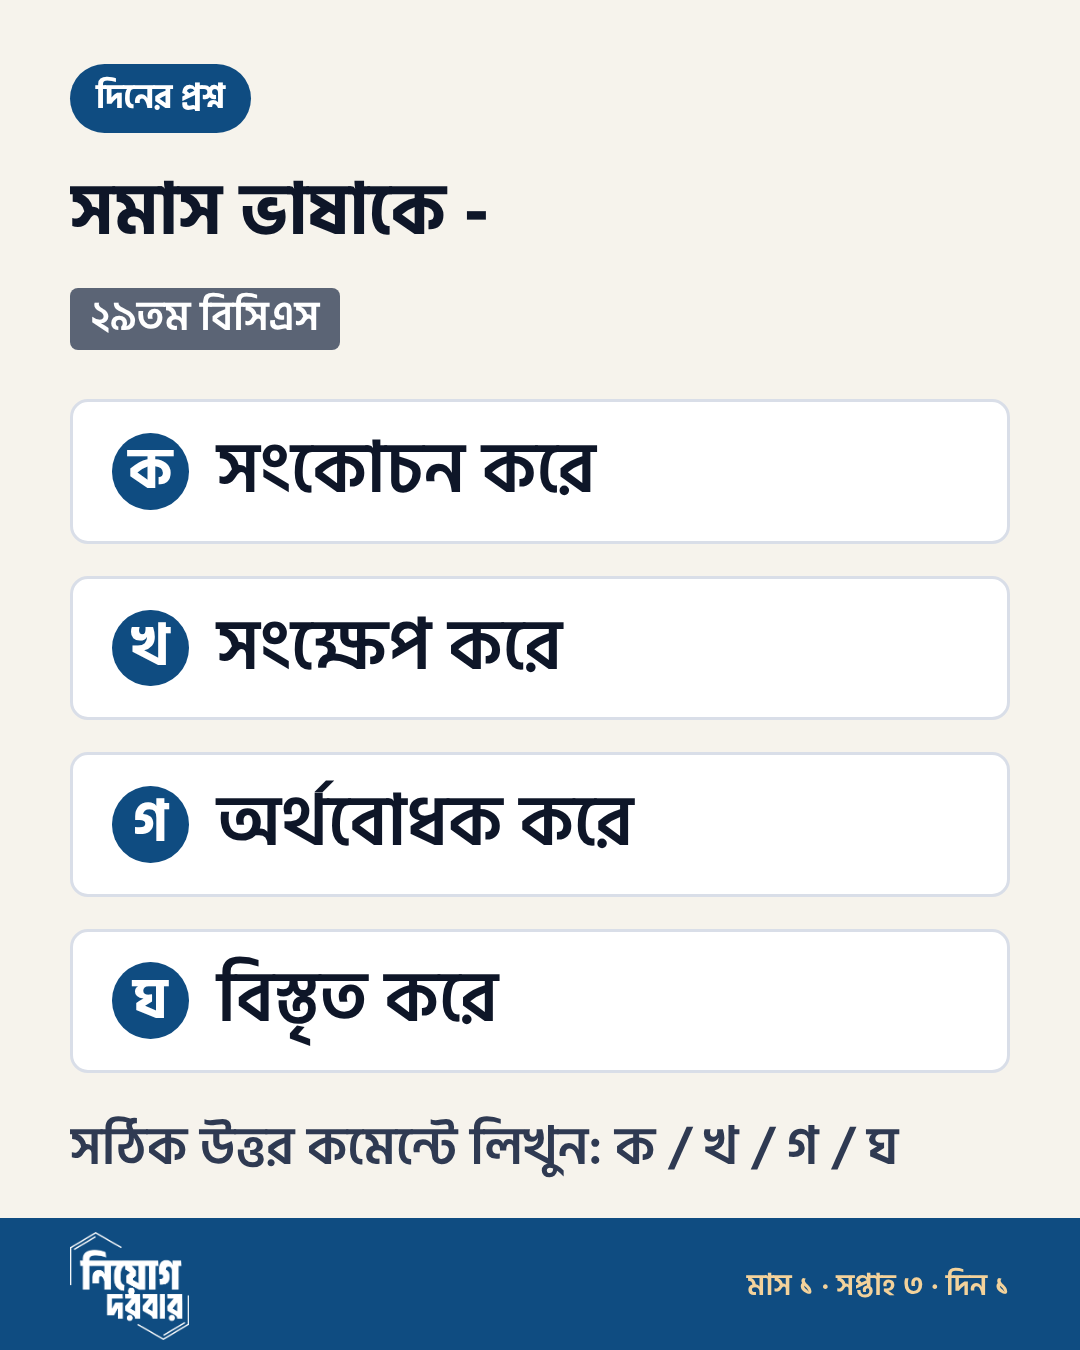 দিনের প্রশ্ন
সমাস ভাষাকে -
২৯তম বিসিএস
ক সংকোচন করে
খ সংক্ষেপ করে
গ অর্থবোধক করে
ঘ বিস্তৃত করে
সঠিক উত্তর কমেন্টে লিখুন: ক / খ / গ / ঘ
নিয়োগ
দরবার
মাস ১ · সপ্তাহ ৩ · দিন ১